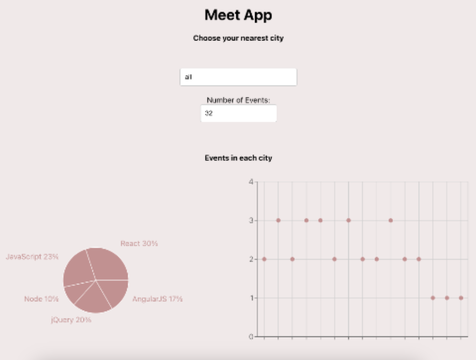 Meet App
Choose your nearest city
all
Number of Events:
32
Events in each city
4
3
2
1
0
React 30%
JavaScript 23%
Node 10%
AngularJS 17%
jQuery 20%